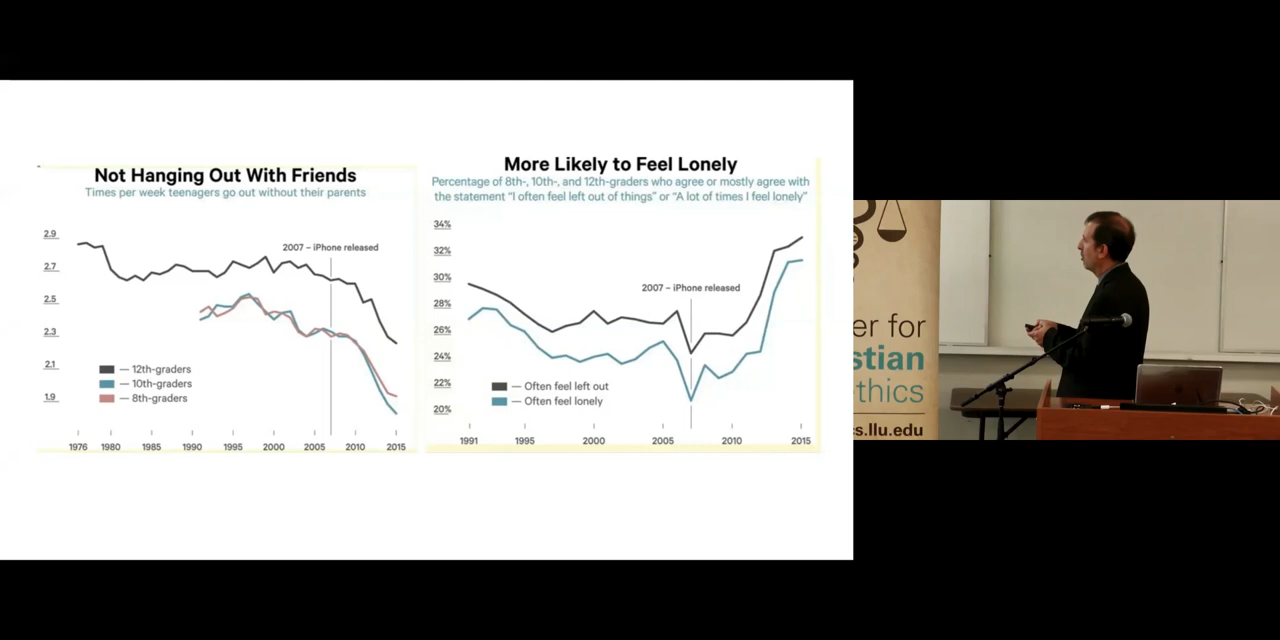 Not Hanging Out With Friends
Times per week teenagers go out without their parents
2007 – iPhone released
2.9
2.7
2.5
2.3
2.1
1.9
— 12th-graders
— 10th-graders
— 8th-graders
1976 1980 1985 1990 1995 2000 2005 2010 2015
More Likely to Feel Lonely
Percentage of 8th-, 10th-, and 12th-graders who agree or mostly agree with
the statement “I often feel left out of things” or “A lot of times I feel lonely”
34%
32%
30%
28%
26%
24%
22%
20%
2007 – iPhone released
— Often feel left out
— Often feel lonely
1991 1995 2000 2005 2010 2015
er for
stian
thics
s.llu.edu